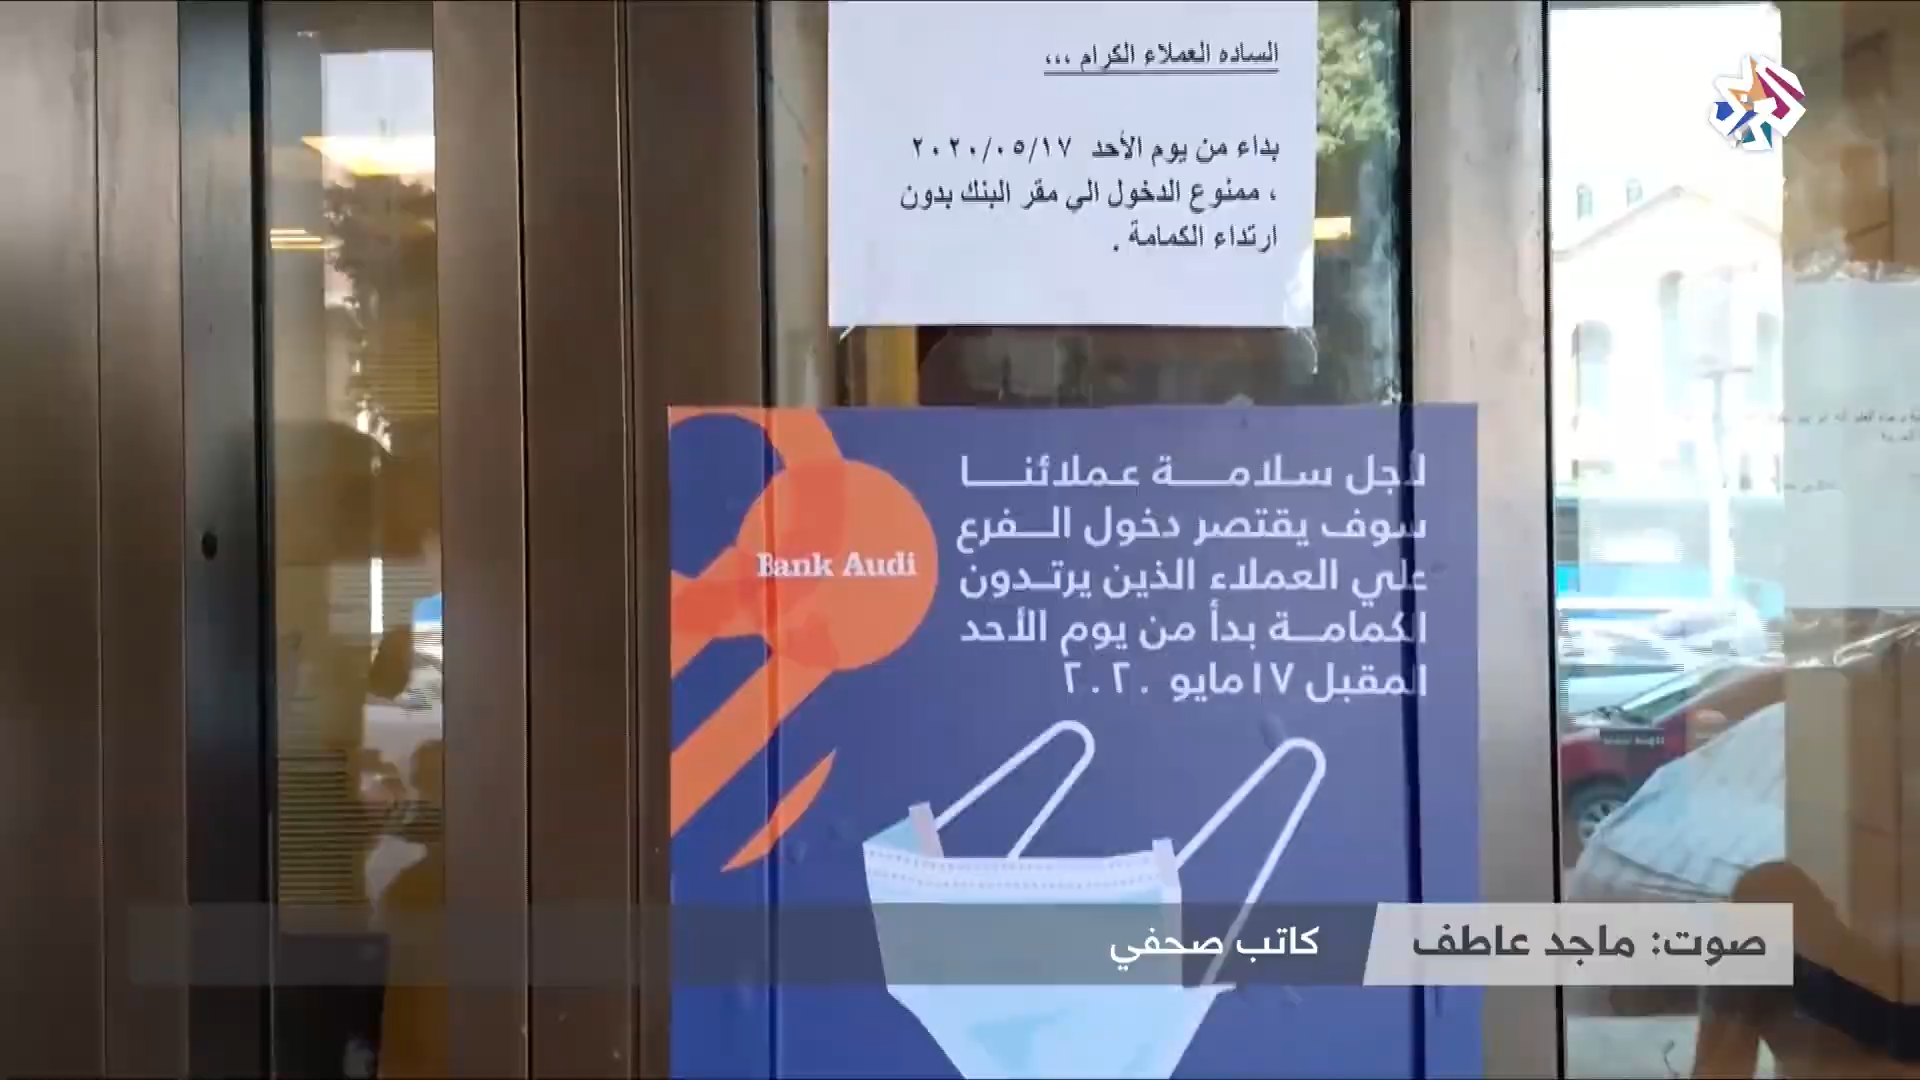 الساده العملاء الكرام ،،،
بداء من يوم الأحد ٢٠٢٠/٠٥/١٧
، ممنوع الدخول الي مقر البنك بدون
ارتداء الكمامة .
لأجل سلامـــة عملائنـــا
سوف يقتصر دخول الــفرع
علي العملاء الذين يرتــدون
الكمامــة بدأ من يوم الأحد
المقبل ١٧ مايو ٢٠٢٠
Bank Audi
صوت: ماجد عاطف
كاتب صحفي